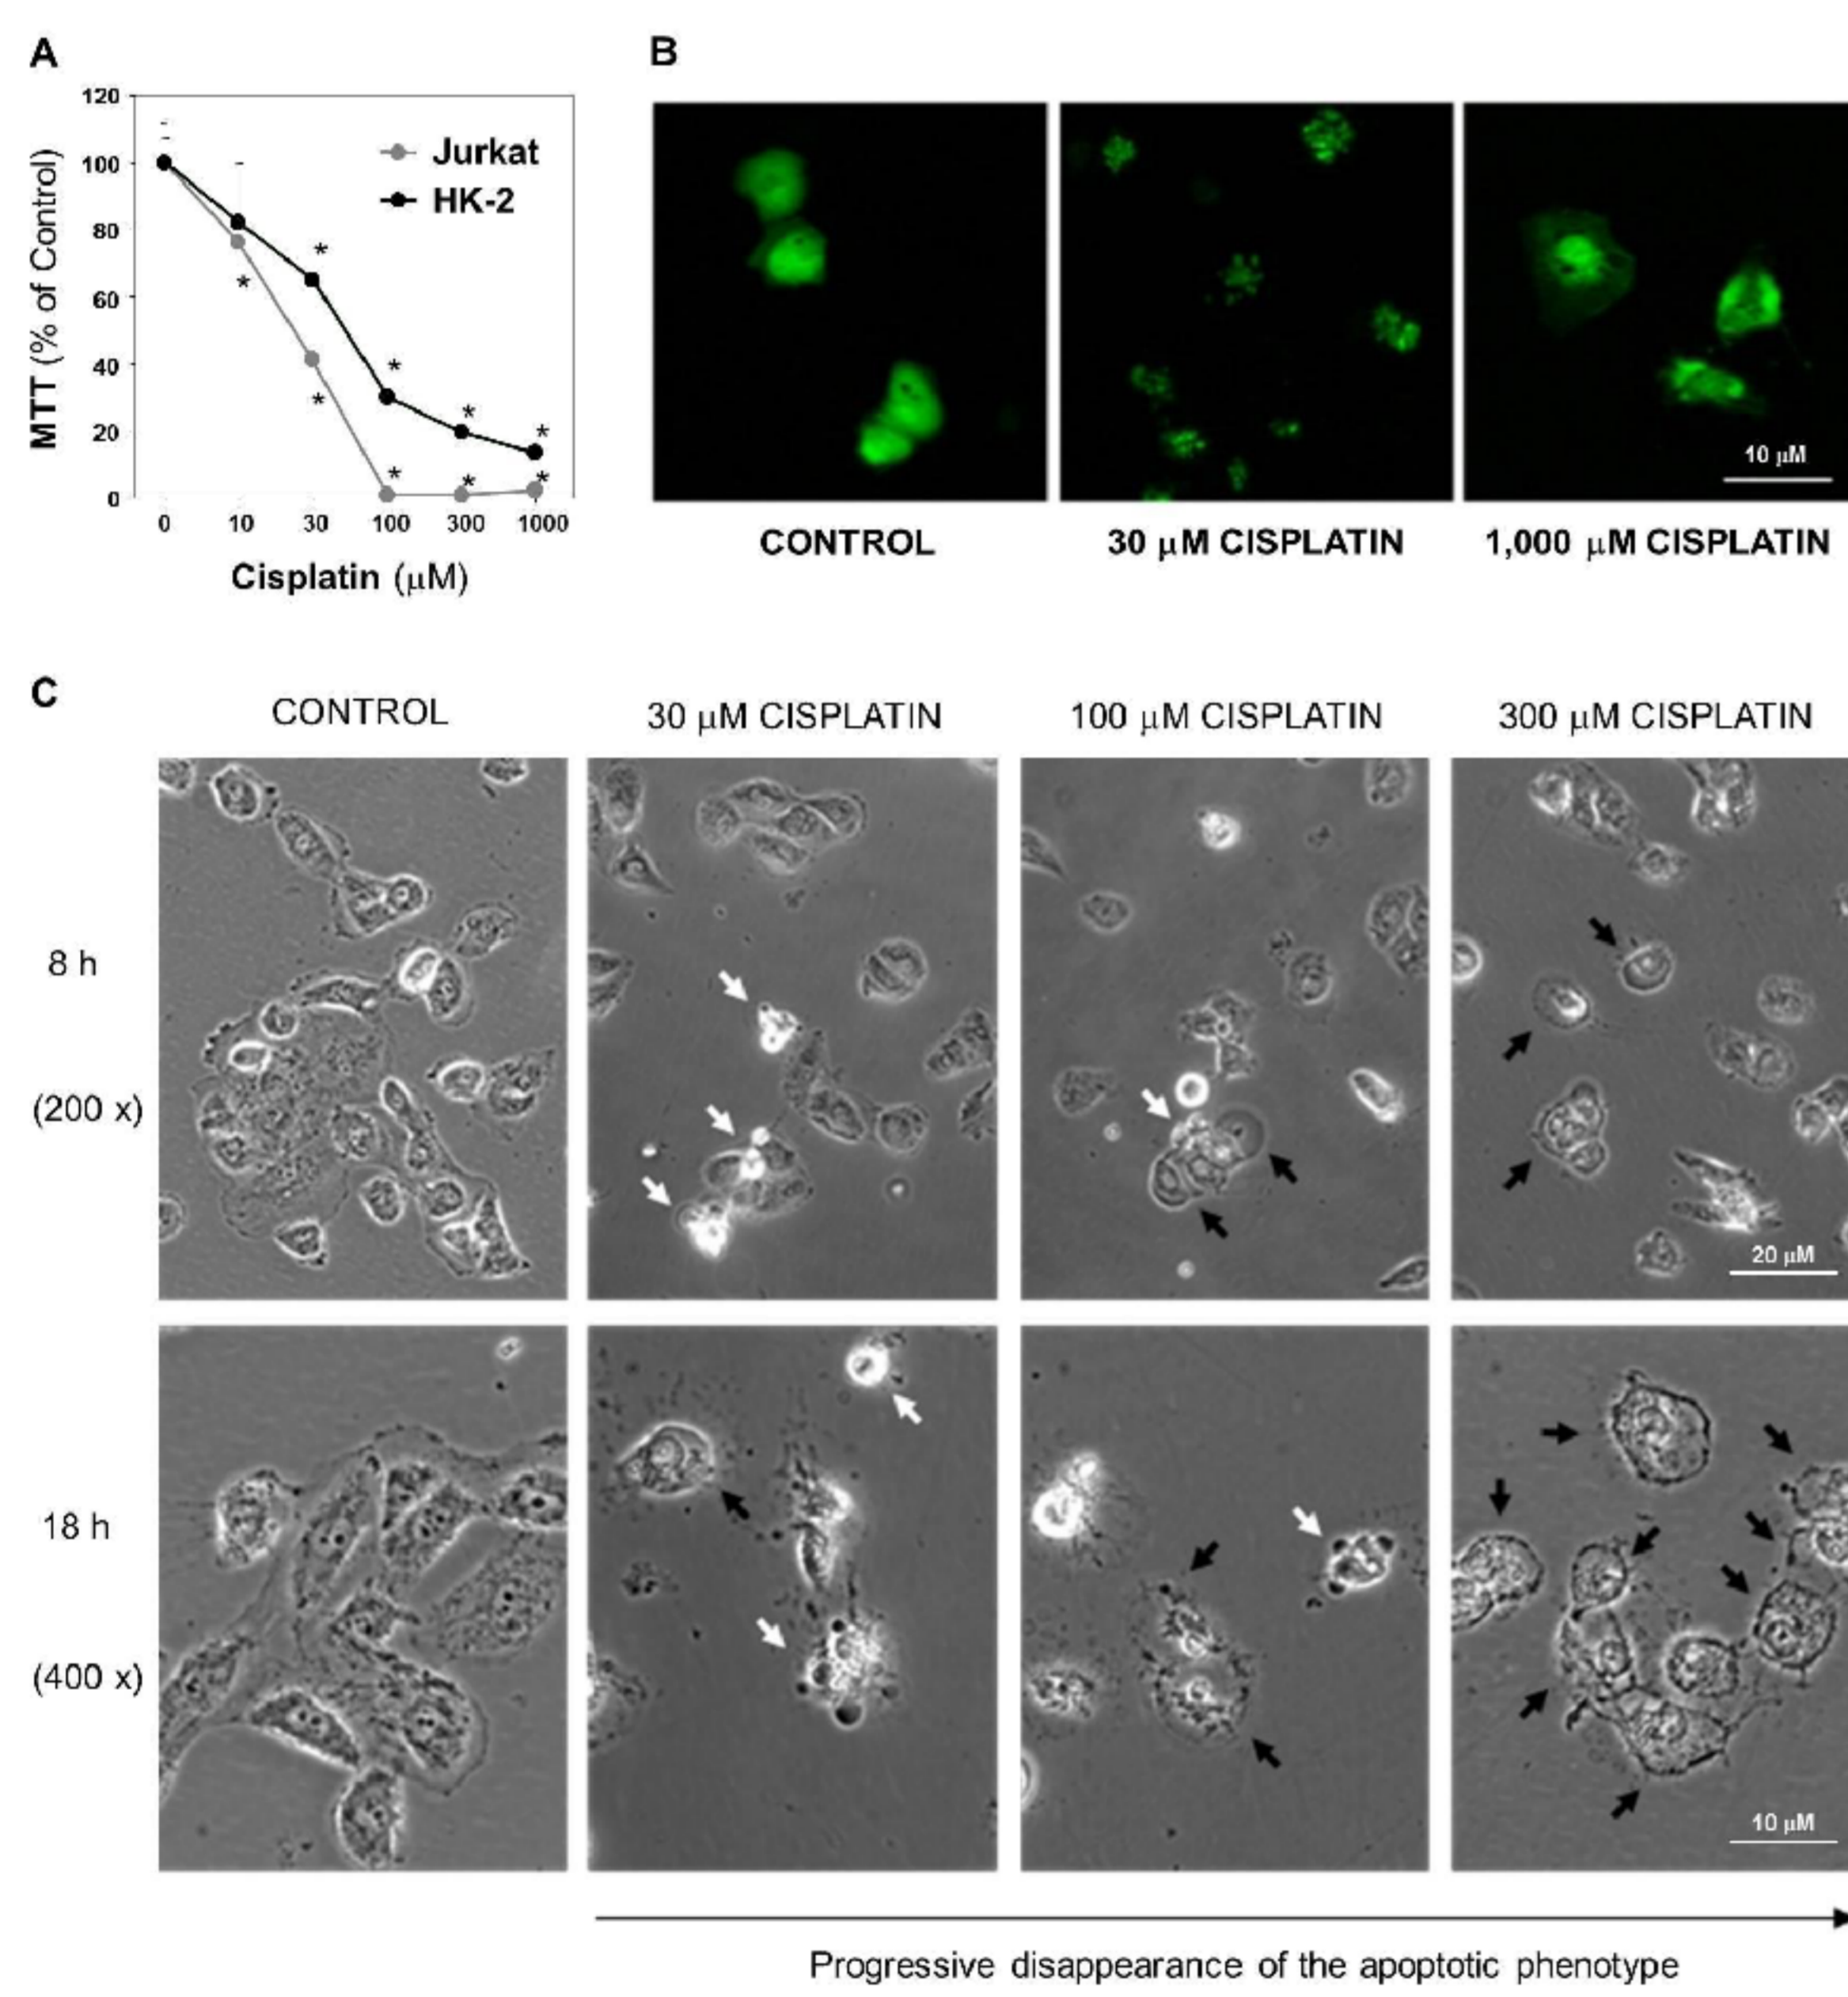 A
B
120
100
80
60
40
20
0
MTT (% of Control)
Jurkat
HK-2
* * * * * * * * *
0 10 30 100 300 1000
Cisplatin (μM)
10 μM
CONTROL
30 μM CISPLATIN
1,000 μM CISPLATIN
C
CONTROL
30 μM CISPLATIN
100 μM CISPLATIN
300 μM CISPLATIN
8 h
(200 x)
20 μM
18 h
(400 x)
10 μM
Progressive disappearance of the apoptotic phenotype